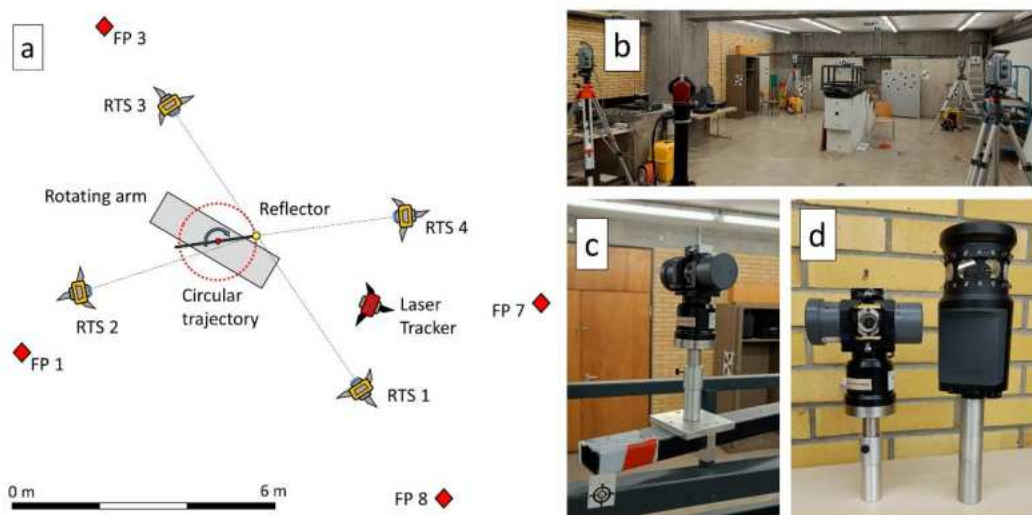 a
FP 3
RTS 3
Rotating arm
Reflector
RTS 4
Circular
trajectory
Laser
Tracker
FP 7
RTS 2
FP 1
RTS 1
0 m
6 m
FP 8
b
c
d